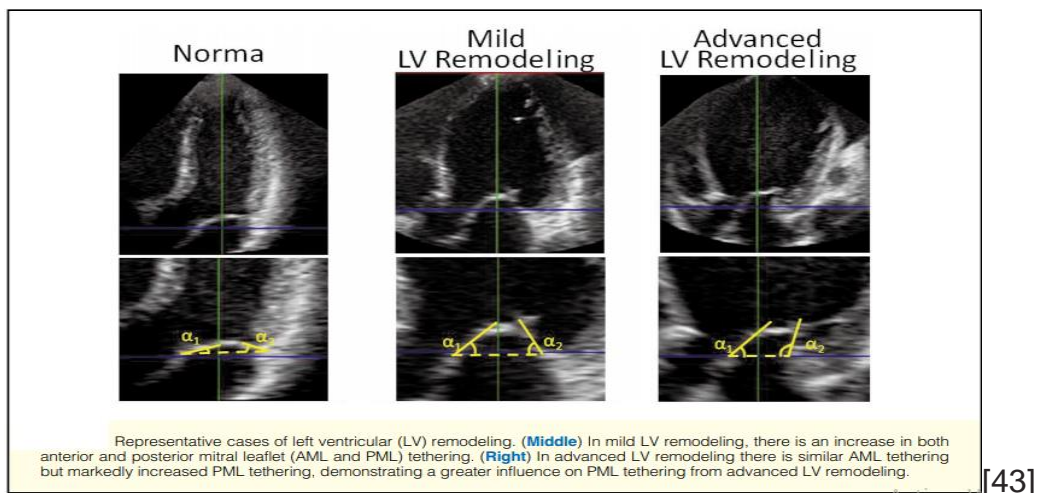 Norma
Mild
LV Remodeling
Advanced
LV Remodeling
α1
α2
α1
α2
α1
α2
Representative cases of left ventricular (LV) remodeling. (Middle) In mild LV remodeling, there is an increase in both
anterior and posterior mitral leaflet (AML and PML) tethering. (Right) In advanced LV remodeling there is similar AML tethering
but markedly increased PML tethering, demonstrating a greater influence on PML tethering from advanced LV remodeling.
[43]